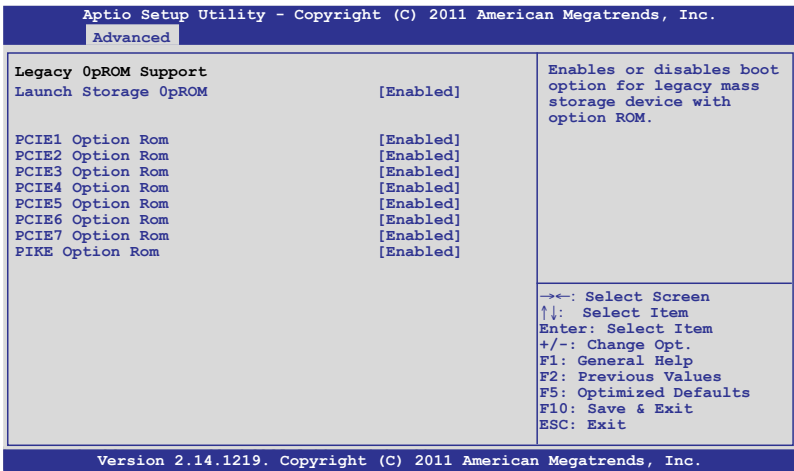 Aptio Setup Utility - Copyright (C) 2011 American Megatrends, Inc.
Advanced
Legacy 0pROM Support
Launch Storage 0pROM [Enabled]
PCIE1 Option Rom [Enabled]
PCIE2 Option Rom [Enabled]
PCIE3 Option Rom [Enabled]
PCIE4 Option Rom [Enabled]
PCIE5 Option Rom [Enabled]
PCIE6 Option Rom [Enabled]
PCIE7 Option Rom [Enabled]
PIKE Option Rom [Enabled]
Enables or disables boot
option for legacy mass
storage device with
option ROM.
→←: Select Screen
↑↓: Select Item
Enter: Select Item
+/-: Change Opt.
F1: General Help
F2: Previous Values
F5: Optimized Defaults
F10: Save & Exit
ESC: Exit
Version 2.14.1219. Copyright (C) 2011 American Megatrends, Inc.